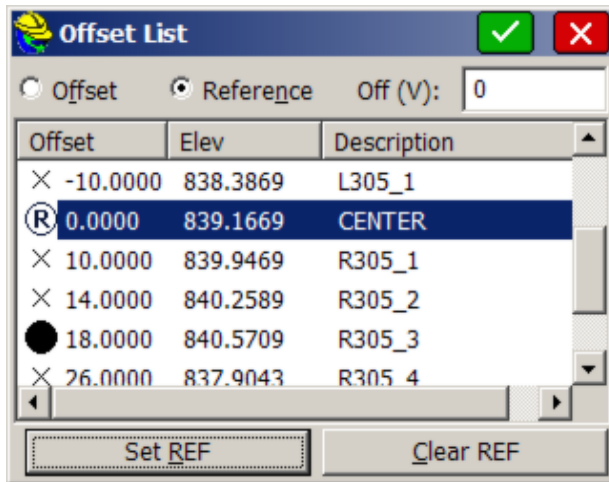 Offset List
Offset Reference Off (V): 0
Offset Elev Description
-10.0000 838.3869 L305_1
R 0.0000 839.1669 CENTER
10.0000 839.9469 R305_1
14.0000 840.2589 R305_2
18.0000 840.5709 R305_3
26.0000 837.9043 R305_4
Set REF Clear REF